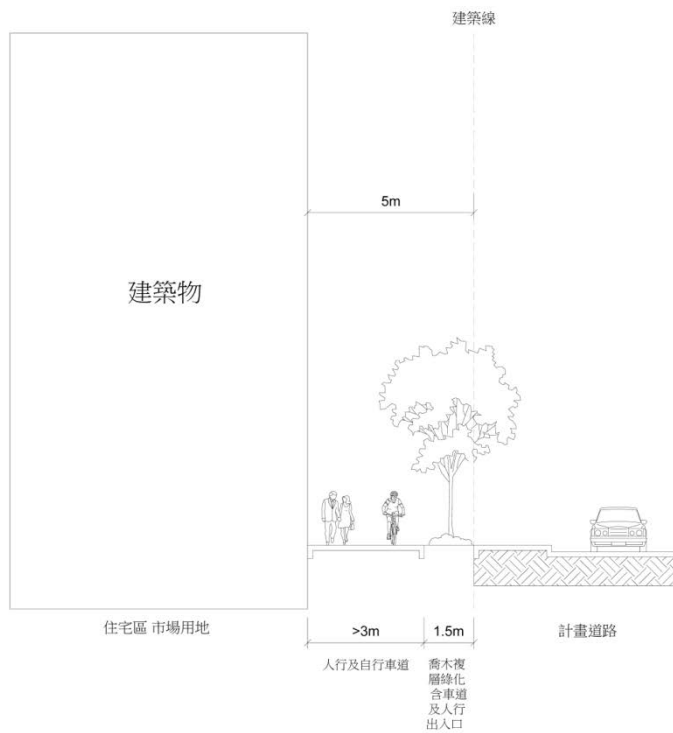 建築線
5m
建築物
住宅區 市場用地
>3m
1.5m
計畫道路
人行及自行車道
喬木複
層綠化
含車道
及人行
出入口